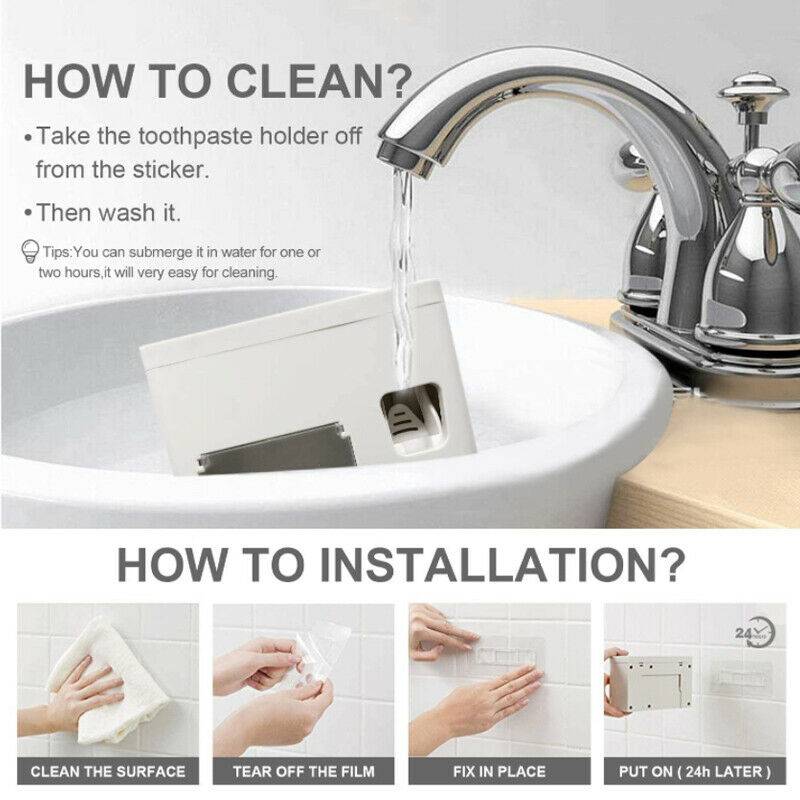 HOW TO CLEAN?
•Take the toothpaste holder off
from the sticker.
•Then wash it.
Tips:You can submerge it in water for one or
two hours,it will very easy for cleaning.
HOW TO INSTALLATION?
24
HOURS
CLEAN THE SURFACE
TEAR OFF THE FILM
FIX IN PLACE
PUT ON ( 24h LATER )